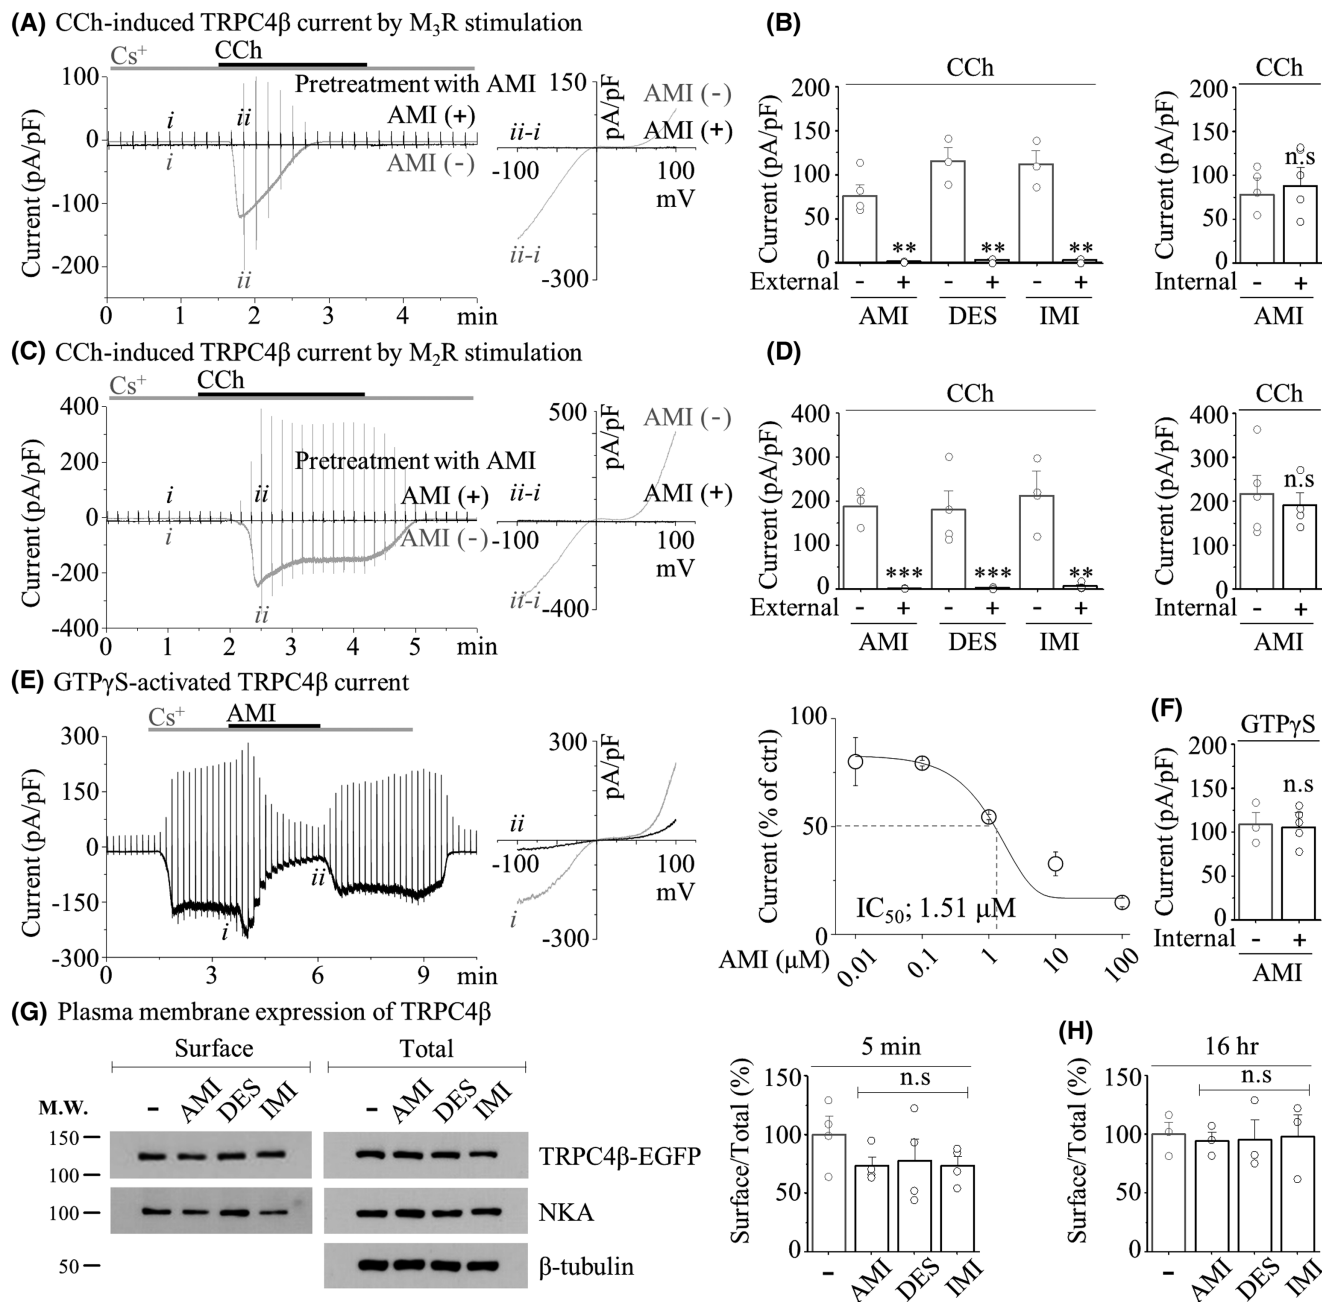 (A) CCh-induced TRPC4β current by M3R stimulation
Cs+
CCh
Pretreatment with AMI
AMI (+)
AMI (-)
i
ii
i
ii
Current (pA/pF)
100
0
-100
-200
0 1 2 3 4 min
150
pA/pF
AMI (-)
AMI (+)
ii-i
-100
100
mV
ii-i
-300
(B)
CCh
Current (pA/pF)
200
150
100
50
0
** ** **
External - + - + - +
AMI DES IMI
CCh
Current (pA/pF)
200
150
100
50
0
n.s
Internal - +
AMI
(C) CCh-induced TRPC4β current by M2R stimulation
Cs+
CCh
Pretreatment with AMI
AMI (+)
AMI (-)
i
ii
i
ii
Current (pA/pF)
400
200
0
-200
-400
0 1 2 3 4 5 min
500
pA/pF
AMI (-)
AMI (+)
ii-i
-100
100
mV
ii-i
-400
(D)
CCh
Current (pA/pF)
400
300
200
100
0
*** *** **
External - + - + - +
AMI DES IMI
CCh
Current (pA/pF)
400
300
200
100
0
n.s
Internal - +
AMI
(E) GTPγS-activated TRPC4β current
Cs+
AMI
Current (pA/pF)
300
150
0
-150
-300
i
ii
0 3 6 9 min
300
pA/pF
ii
-100
100
mV
i
-300
Current (% of ctrl)
100
50
0
IC50; 1.51 μM
AMI (μM) 0.01 0.1 1 10 100
(F)
GTPγS
Current (pA/pF)
200
150
100
50
0
n.s
Internal - +
AMI
(G) Plasma membrane expression of TRPC4β
Surface Total
M.W. - AMI DES IMI - AMI DES IMI
150
100
TRPC4β-EGFP
100
NKA
50
β-tubulin
5 min
n.s
Surface/Total (%)
150
100
50
0
- AMI DES IMI
(H)
16 hr
n.s
Surface/Total (%)
150
100
50
0
- AMI DES IMI